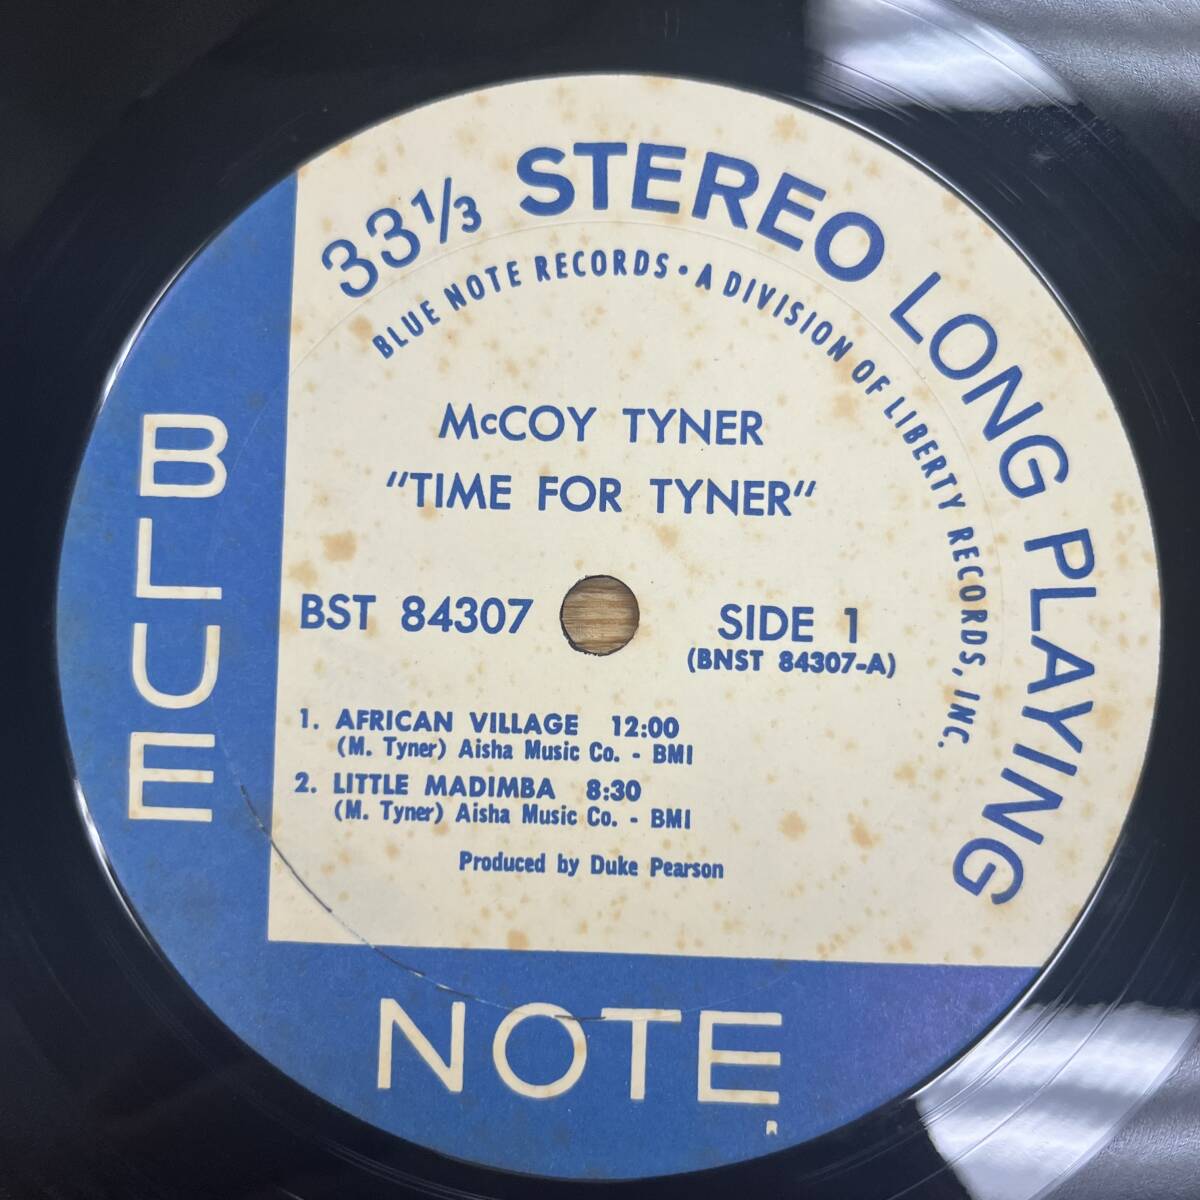 33 1/3 STEREO LONG PLAYING
BLUE NOTE RECORDS • A DIVISION OF LIBERTY RECORDS, INC.
McCOY TYNER
"TIME FOR TYNER"
BST 84307
SIDE 1
(BNST 84307-A)
1. AFRICAN VILLAGE 12:00
(M. Tyner) Aisha Music Co. - BMI
2. LITTLE MADIMBA 8:30
(M. Tyner) Aisha Music Co. - BMI
Produced by Duke Pearson
BLUE
NOTE
R